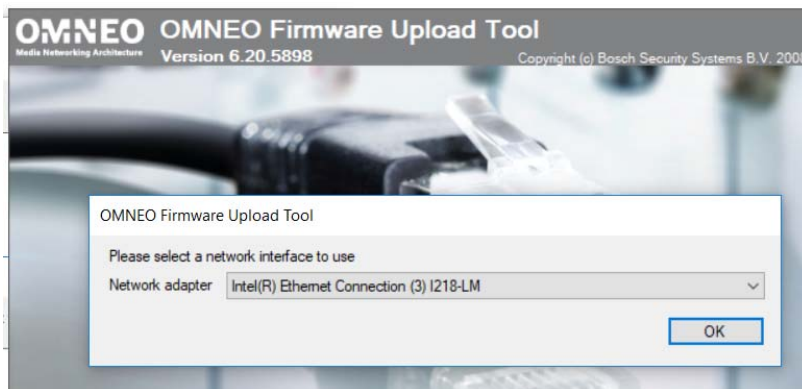 OMNEO OMNEO Firmware Upload Tool
Media Networking Architecture Version 6.20.5898 Copyright (c) Bosch Security Systems B.V. 2008
OMNEO Firmware Upload Tool
Please select a network interface to use
Network adapter Intel(R) Ethernet Connection (3) I218-LM
OK